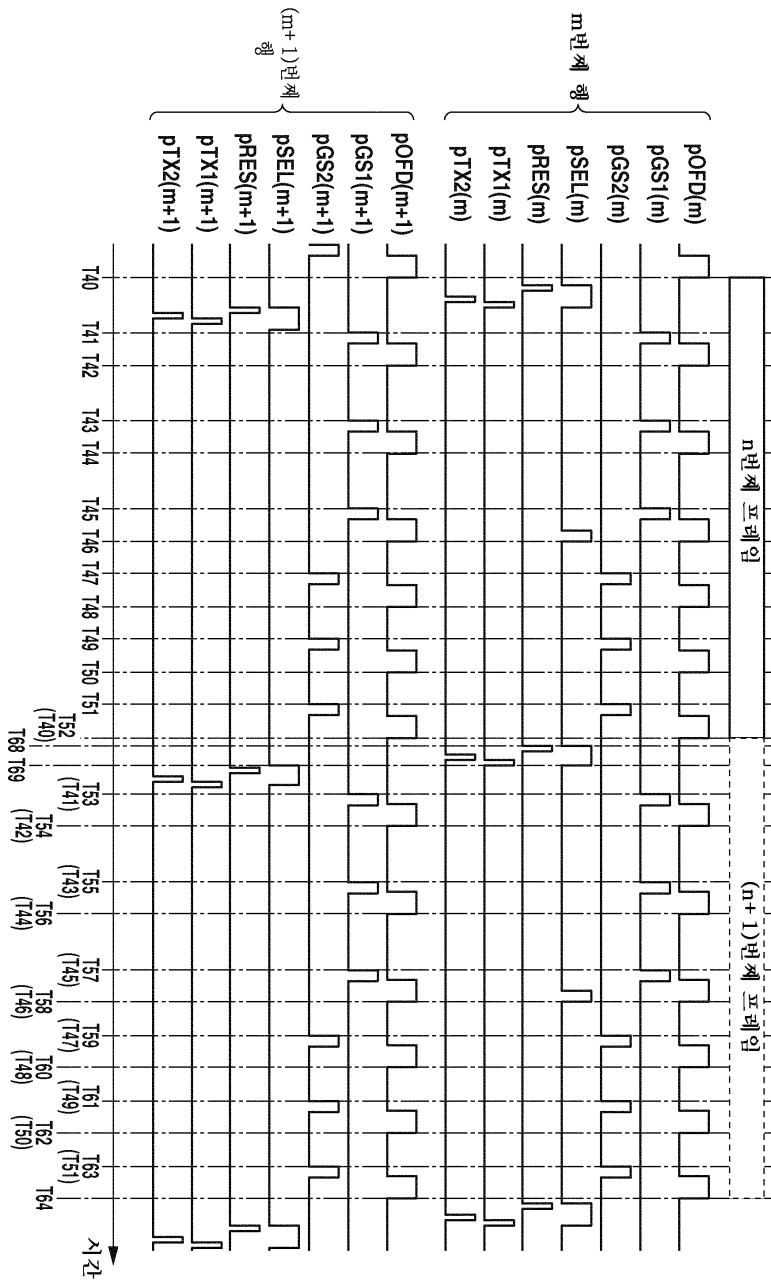 n번째 프레임
(n+1)번째 프레임
m번째 행
pOFD(m)
pGS1(m)
pGS2(m)
pSEL(m)
pRES(m)
pTX1(m)
pTX2(m)
(m+1)번째
행
pOFD(m+1)
pGS1(m+1)
pGS2(m+1)
pSEL(m+1)
pRES(m+1)
pTX1(m+1)
pTX2(m+1)
T40
T41
T42
T43
T44
T45
T46
T47
T48
T49
T50
T51
T52
(T40)
T68
T69
T53
(T41)
T54
(T42)
T55
(T43)
T56
(T44)
T57
(T45)
T58
(T46)
T59
(T47)
T60
(T48)
T61
(T49)
T62
(T50)
T63
(T51)
T64
시간